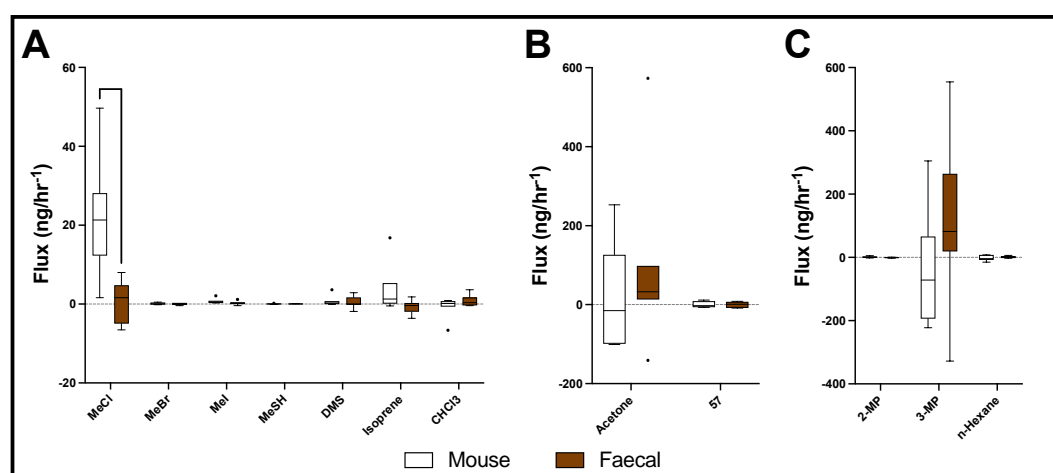 A
Flux (ng/hr⁻¹)
60
40
20
0
-20
MeCl
MeBr
MeI
MeSH
DMS
Isoprene
CHCl3
B
Flux (ng/hr⁻¹)
600
400
200
0
-200
Acetone
57
C
Flux (ng/hr⁻¹)
600
400
200
0
-200
-400
2-MP
3-MP
n-Hexane
Mouse
Faecal